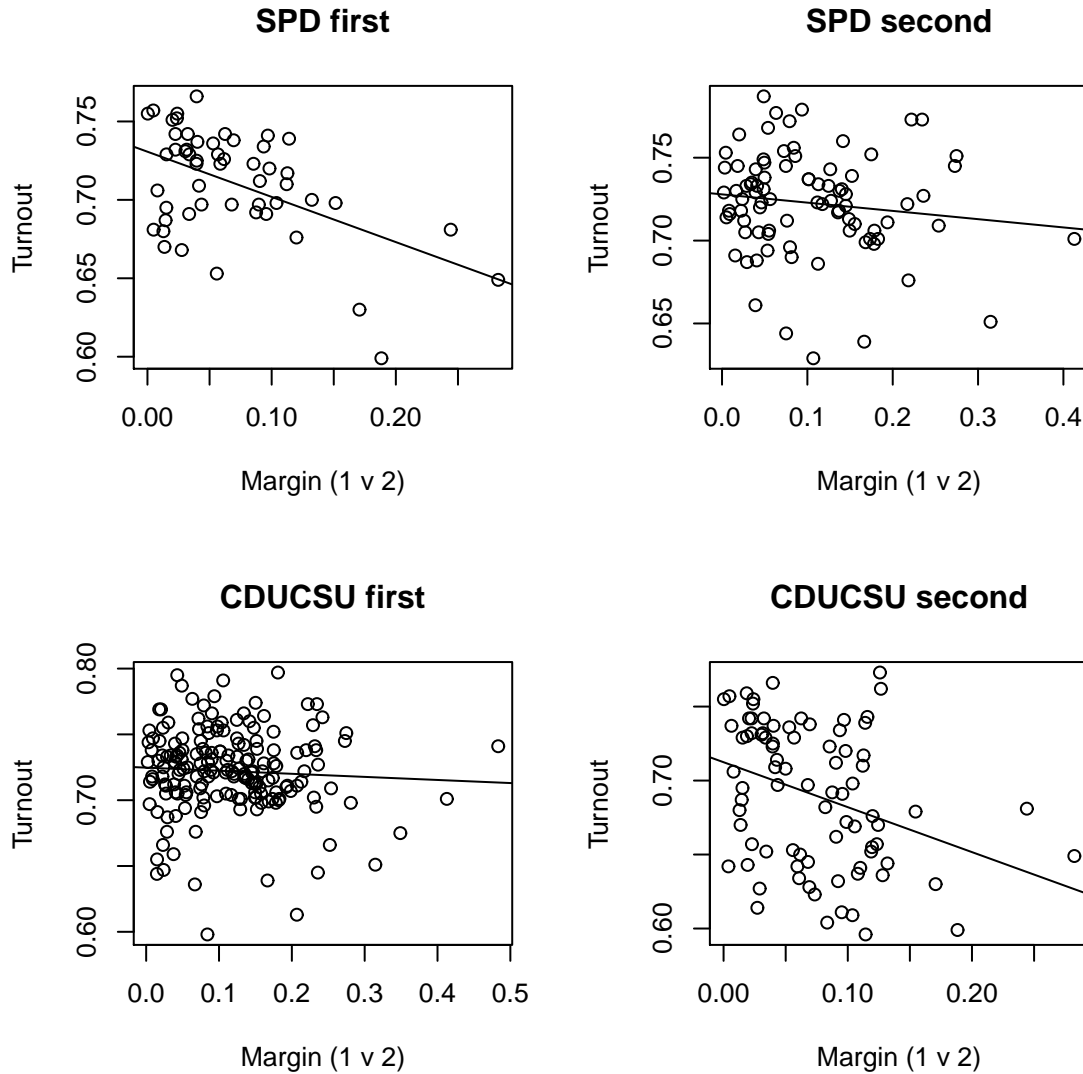 SPD first
0.75
0.70
0.65
0.60
Turnout
0.00 0.10 0.20
Margin (1 v 2)
SPD second
0.75
0.70
0.65
Turnout
0.0 0.1 0.2 0.3 0.4
Margin (1 v 2)
CDUCSU first
0.80
0.70
0.60
Turnout
0.0 0.1 0.2 0.3 0.4 0.5
Margin (1 v 2)
CDUCSU second
0.70
0.60
Turnout
0.00 0.10 0.20
Margin (1 v 2)